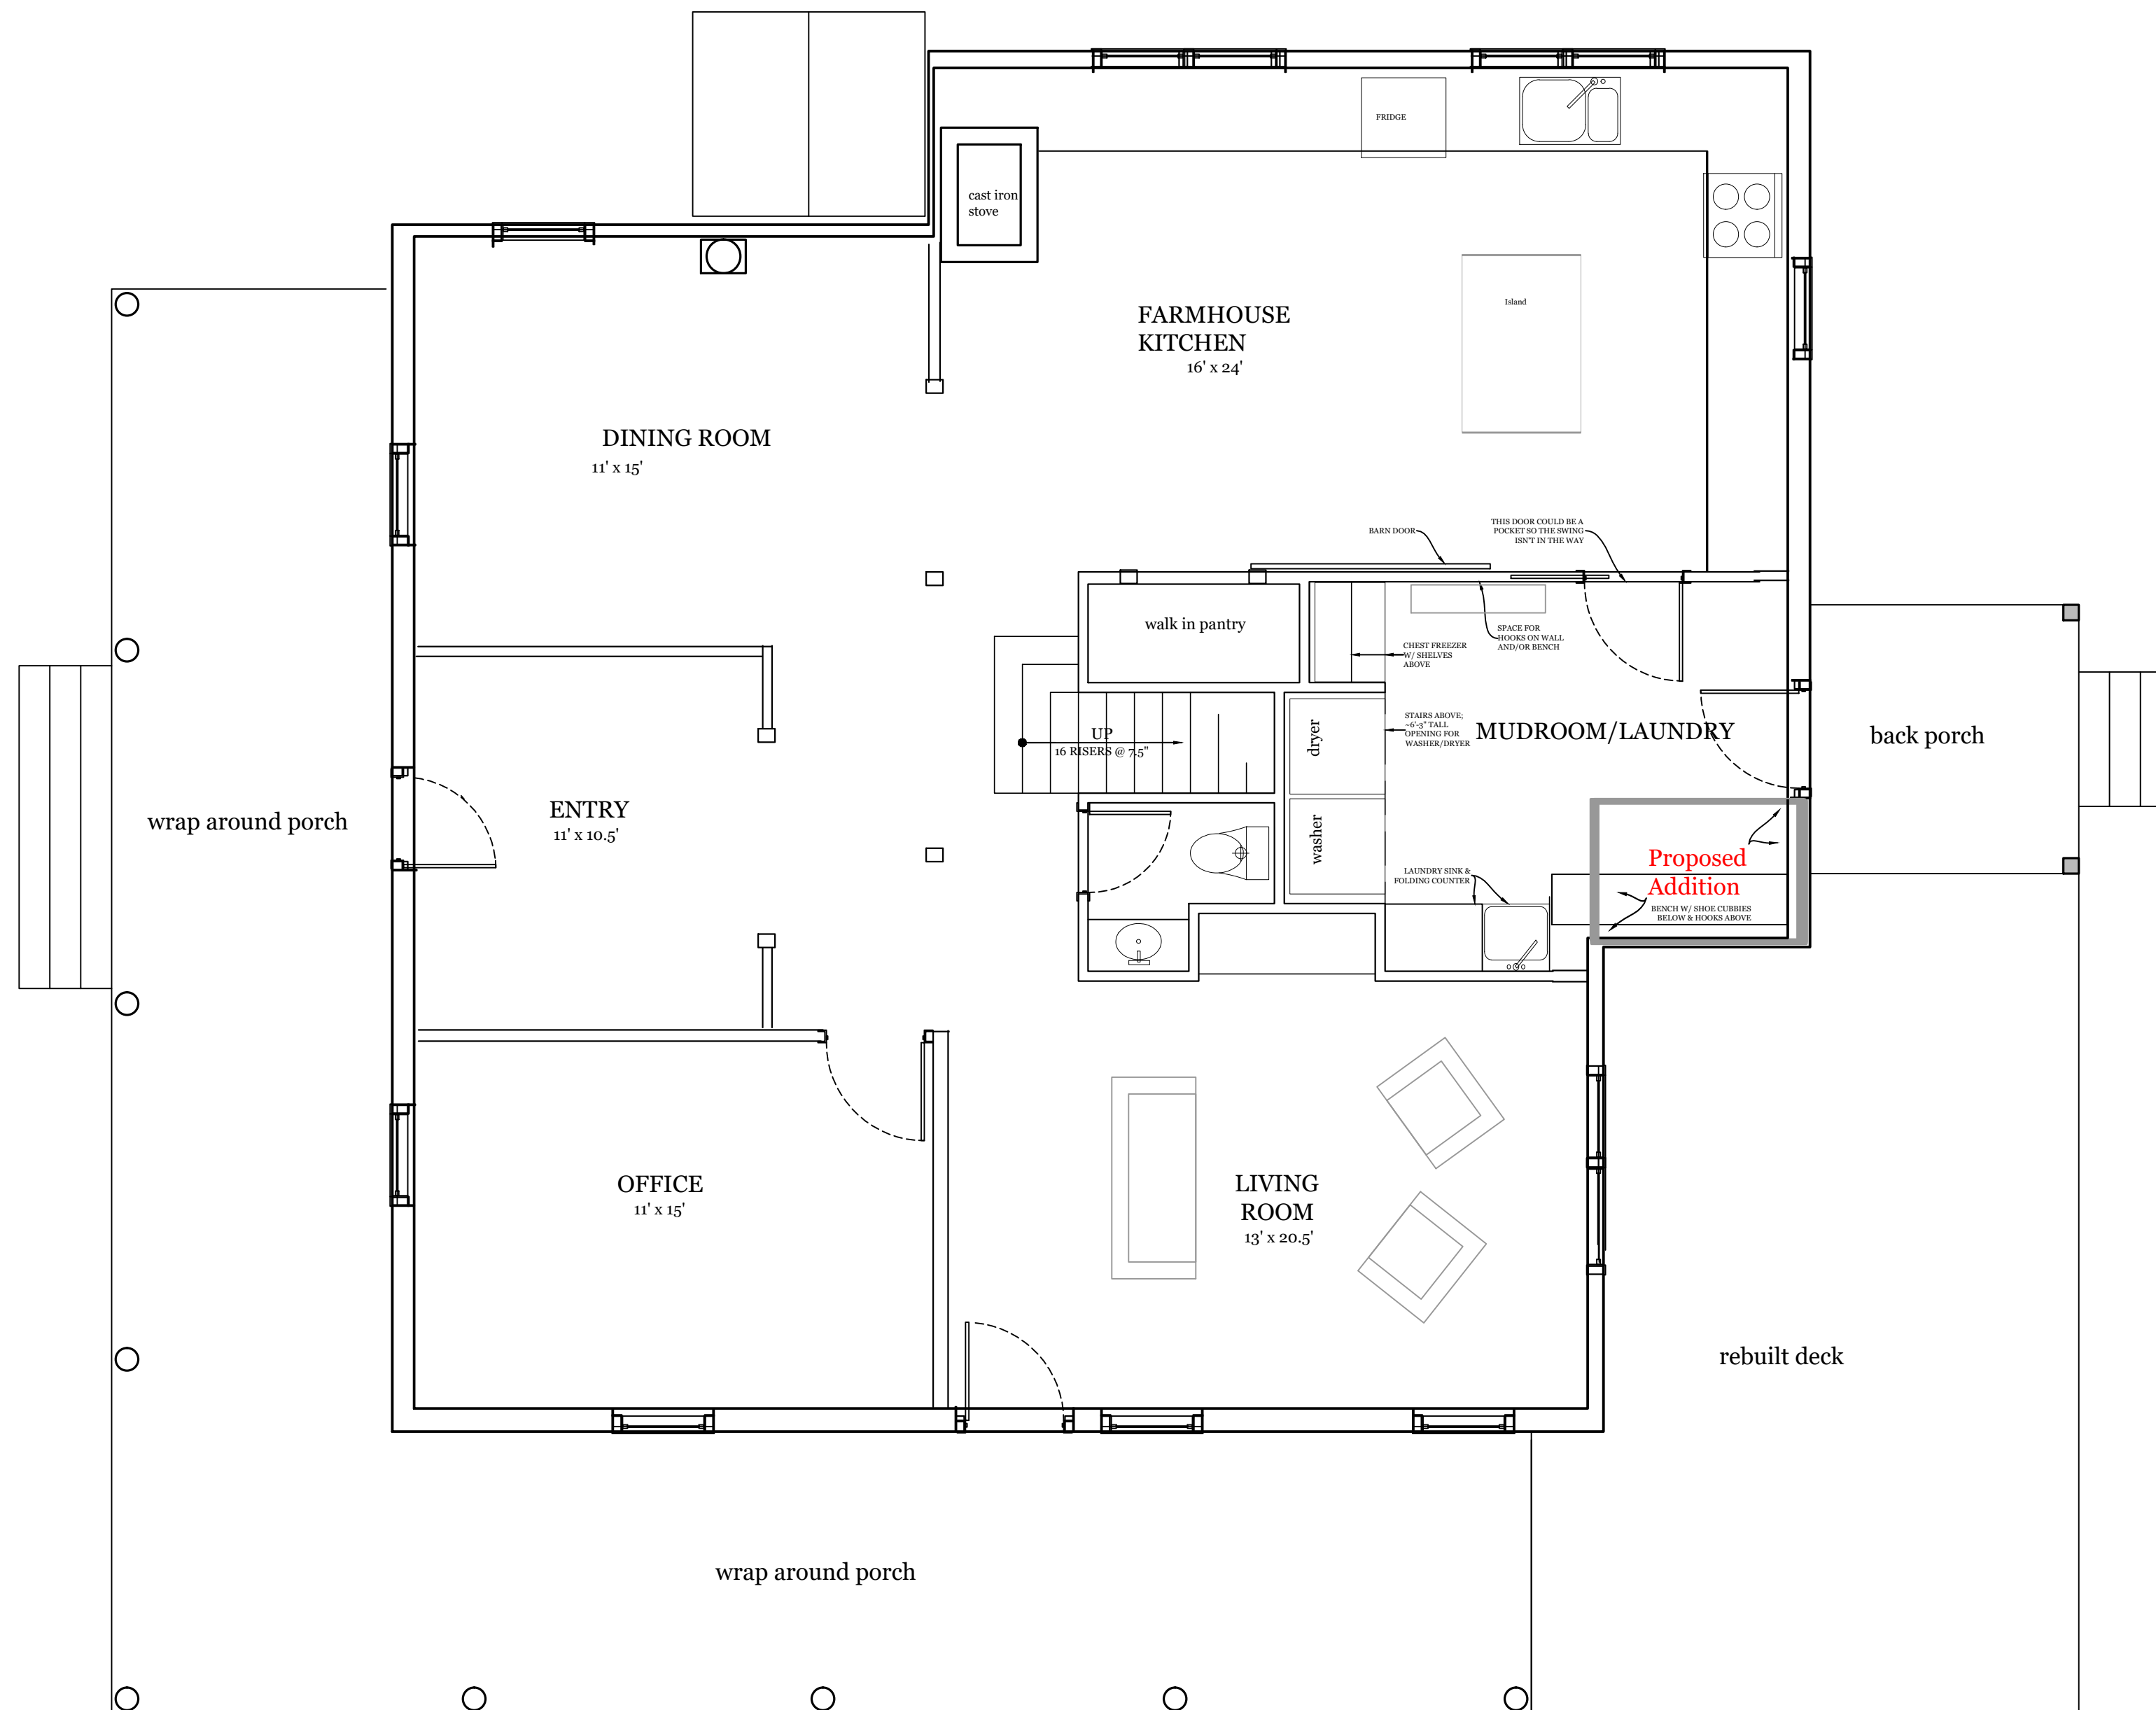 FRIDGE
cast iron
stove
Island
FARMHOUSE
KITCHEN
16' x 24'
DINING ROOM
11' x 15'
BARN DOOR
THIS DOOR COULD BE A
POCKET SO THE SWING
ISN'T IN THE WAY
walk in pantry
SPACE FOR
HOOKS ON WALL
AND/OR BENCH
CHEST FREEZER
W/ SHELVES
ABOVE
STAIRS ABOVE;
~6'-3" TALL
OPENING FOR
WASHER/DRYER
MUDROOM/LAUNDRY
back porch
UP
16 RISERS @ 7.5"
dryer
washer
wrap around porch
ENTRY
11' x 10.5'
Proposed
Addition
LAUNDRY SINK &
FOLDING COUNTER
BENCH W/ SHOE CUBBIES
BELOW & HOOKS ABOVE
OFFICE
11' x 15'
LIVING
ROOM
13' x 20.5'
rebuilt deck
wrap around porch